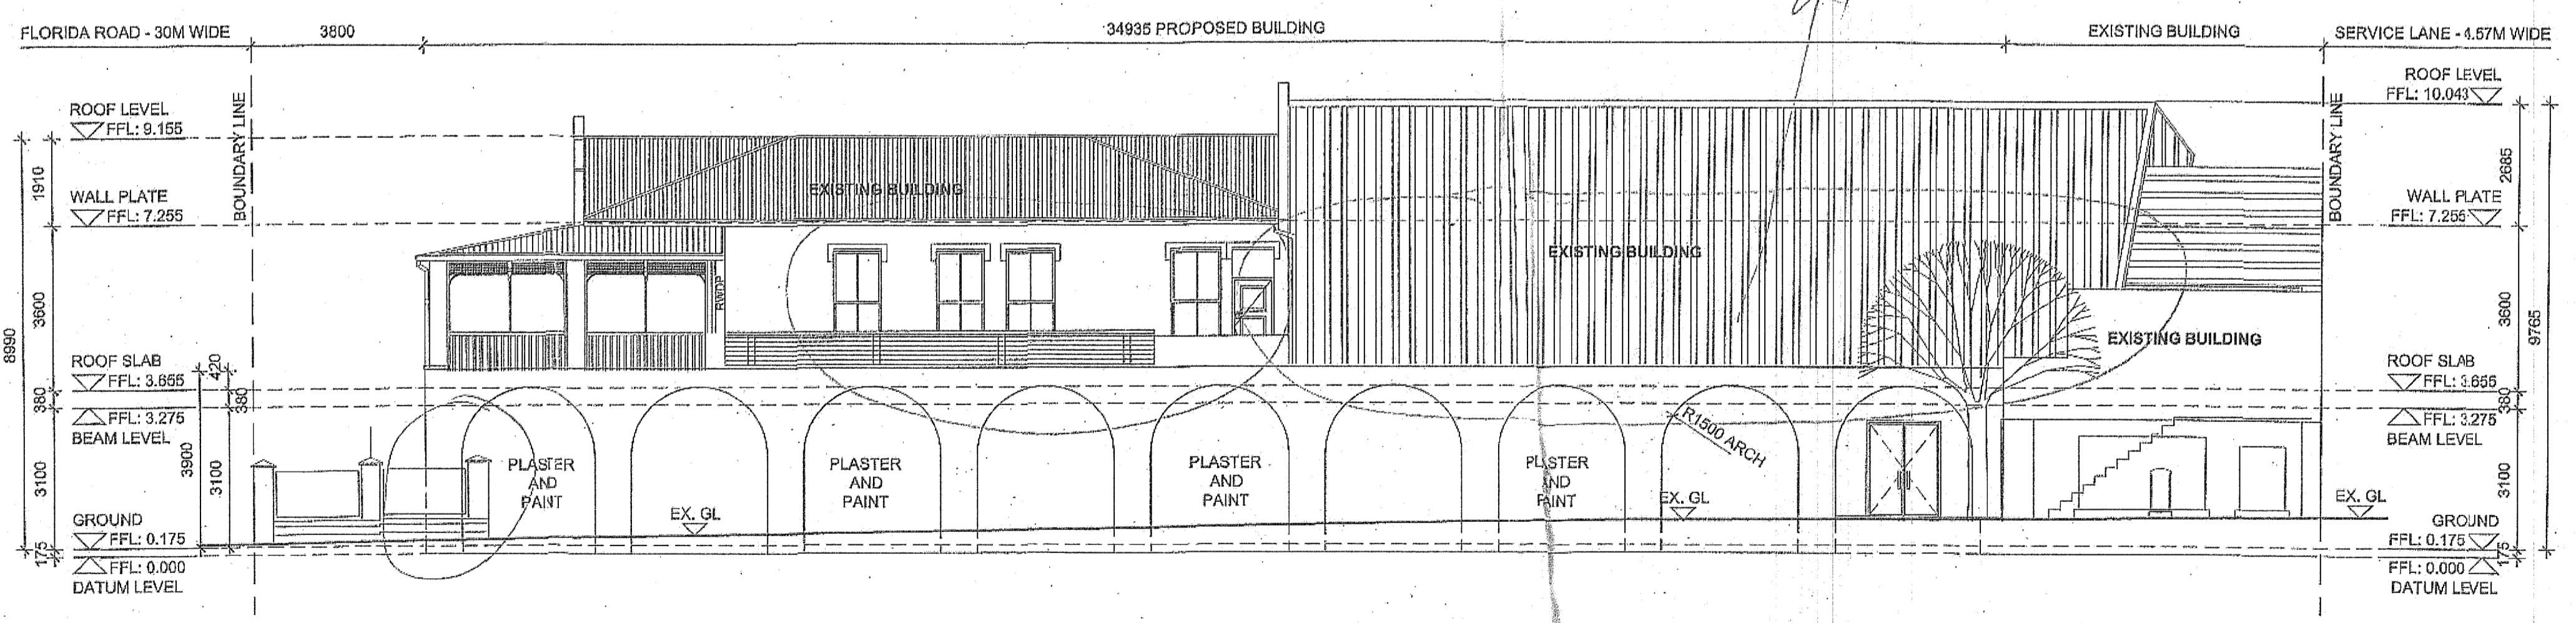 FLORIDA ROAD - 30M WIDE
3800
34935 PROPOSED BUILDING
EXISTING BUILDING
SERVICE LANE - 4.57M WIDE
ROOF LEVEL
FFL: 9.155
WALL PLATE
FFL: 7.255
ROOF SLAB
FFL: 3.655
FFL: 3.275
BEAM LEVEL
GROUND
FFL: 0.175
FFL: 0.000
DATUM LEVEL
8990
1910
3600
380
3100
175
3900
420
380
3100
BOUNDARY LINE
EXISTING BUILDING
RWDP
EXISTING BUILDING
EXISTING BUILDING
PLASTER
AND
PAINT
EX. GL
PLASTER
AND
PAINT
PLASTER
AND
PAINT
PLASTER
AND
PAINT
R1500 ARCH
EX. GL
EX. GL
BOUNDARY LINE
ROOF LEVEL
FFL: 10.043
WALL PLATE
FFL: 7.255
ROOF SLAB
FFL: 3.655
FFL: 3.275
BEAM LEVEL
GROUND
FFL: 0.175
FFL: 0.000
DATUM LEVEL
2685
3600
380
3100
175
9765